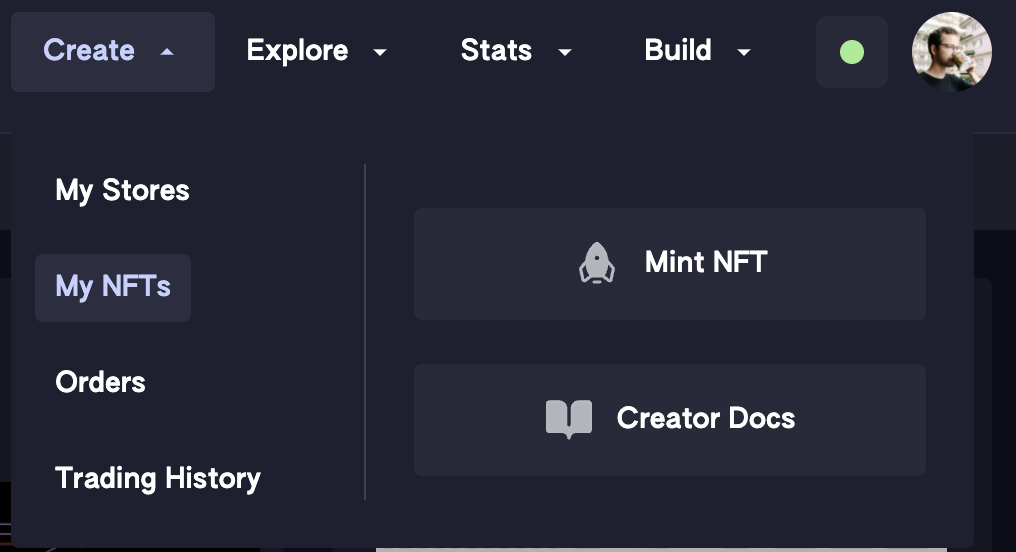 Create
Explore
Stats
Build
My Stores
My NFTs
Orders
Trading History
Mint NFT
Creator Docs